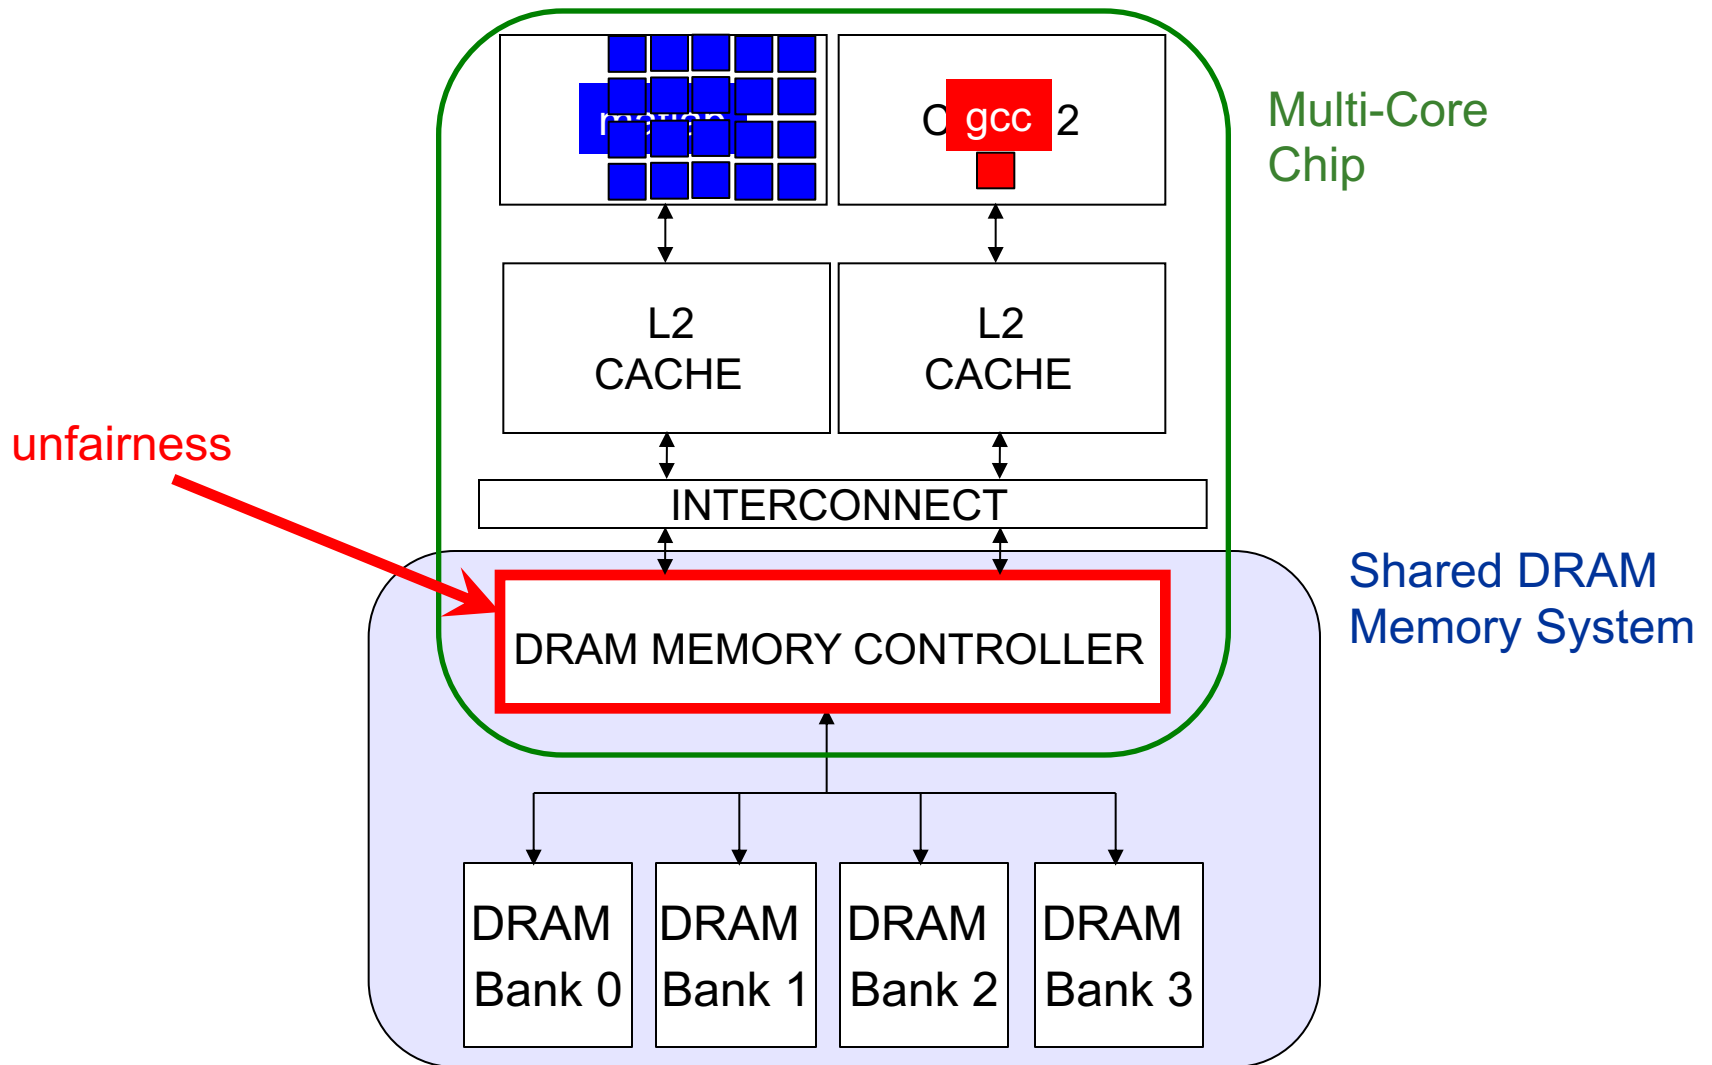 gcc
2
Multi-Core
Chip
L2
CACHE
L2
CACHE
unfairness
INTERCONNECT
Shared DRAM
Memory System
DRAM MEMORY CONTROLLER
DRAM
Bank 0
DRAM
Bank 1
DRAM
Bank 2
DRAM
Bank 3